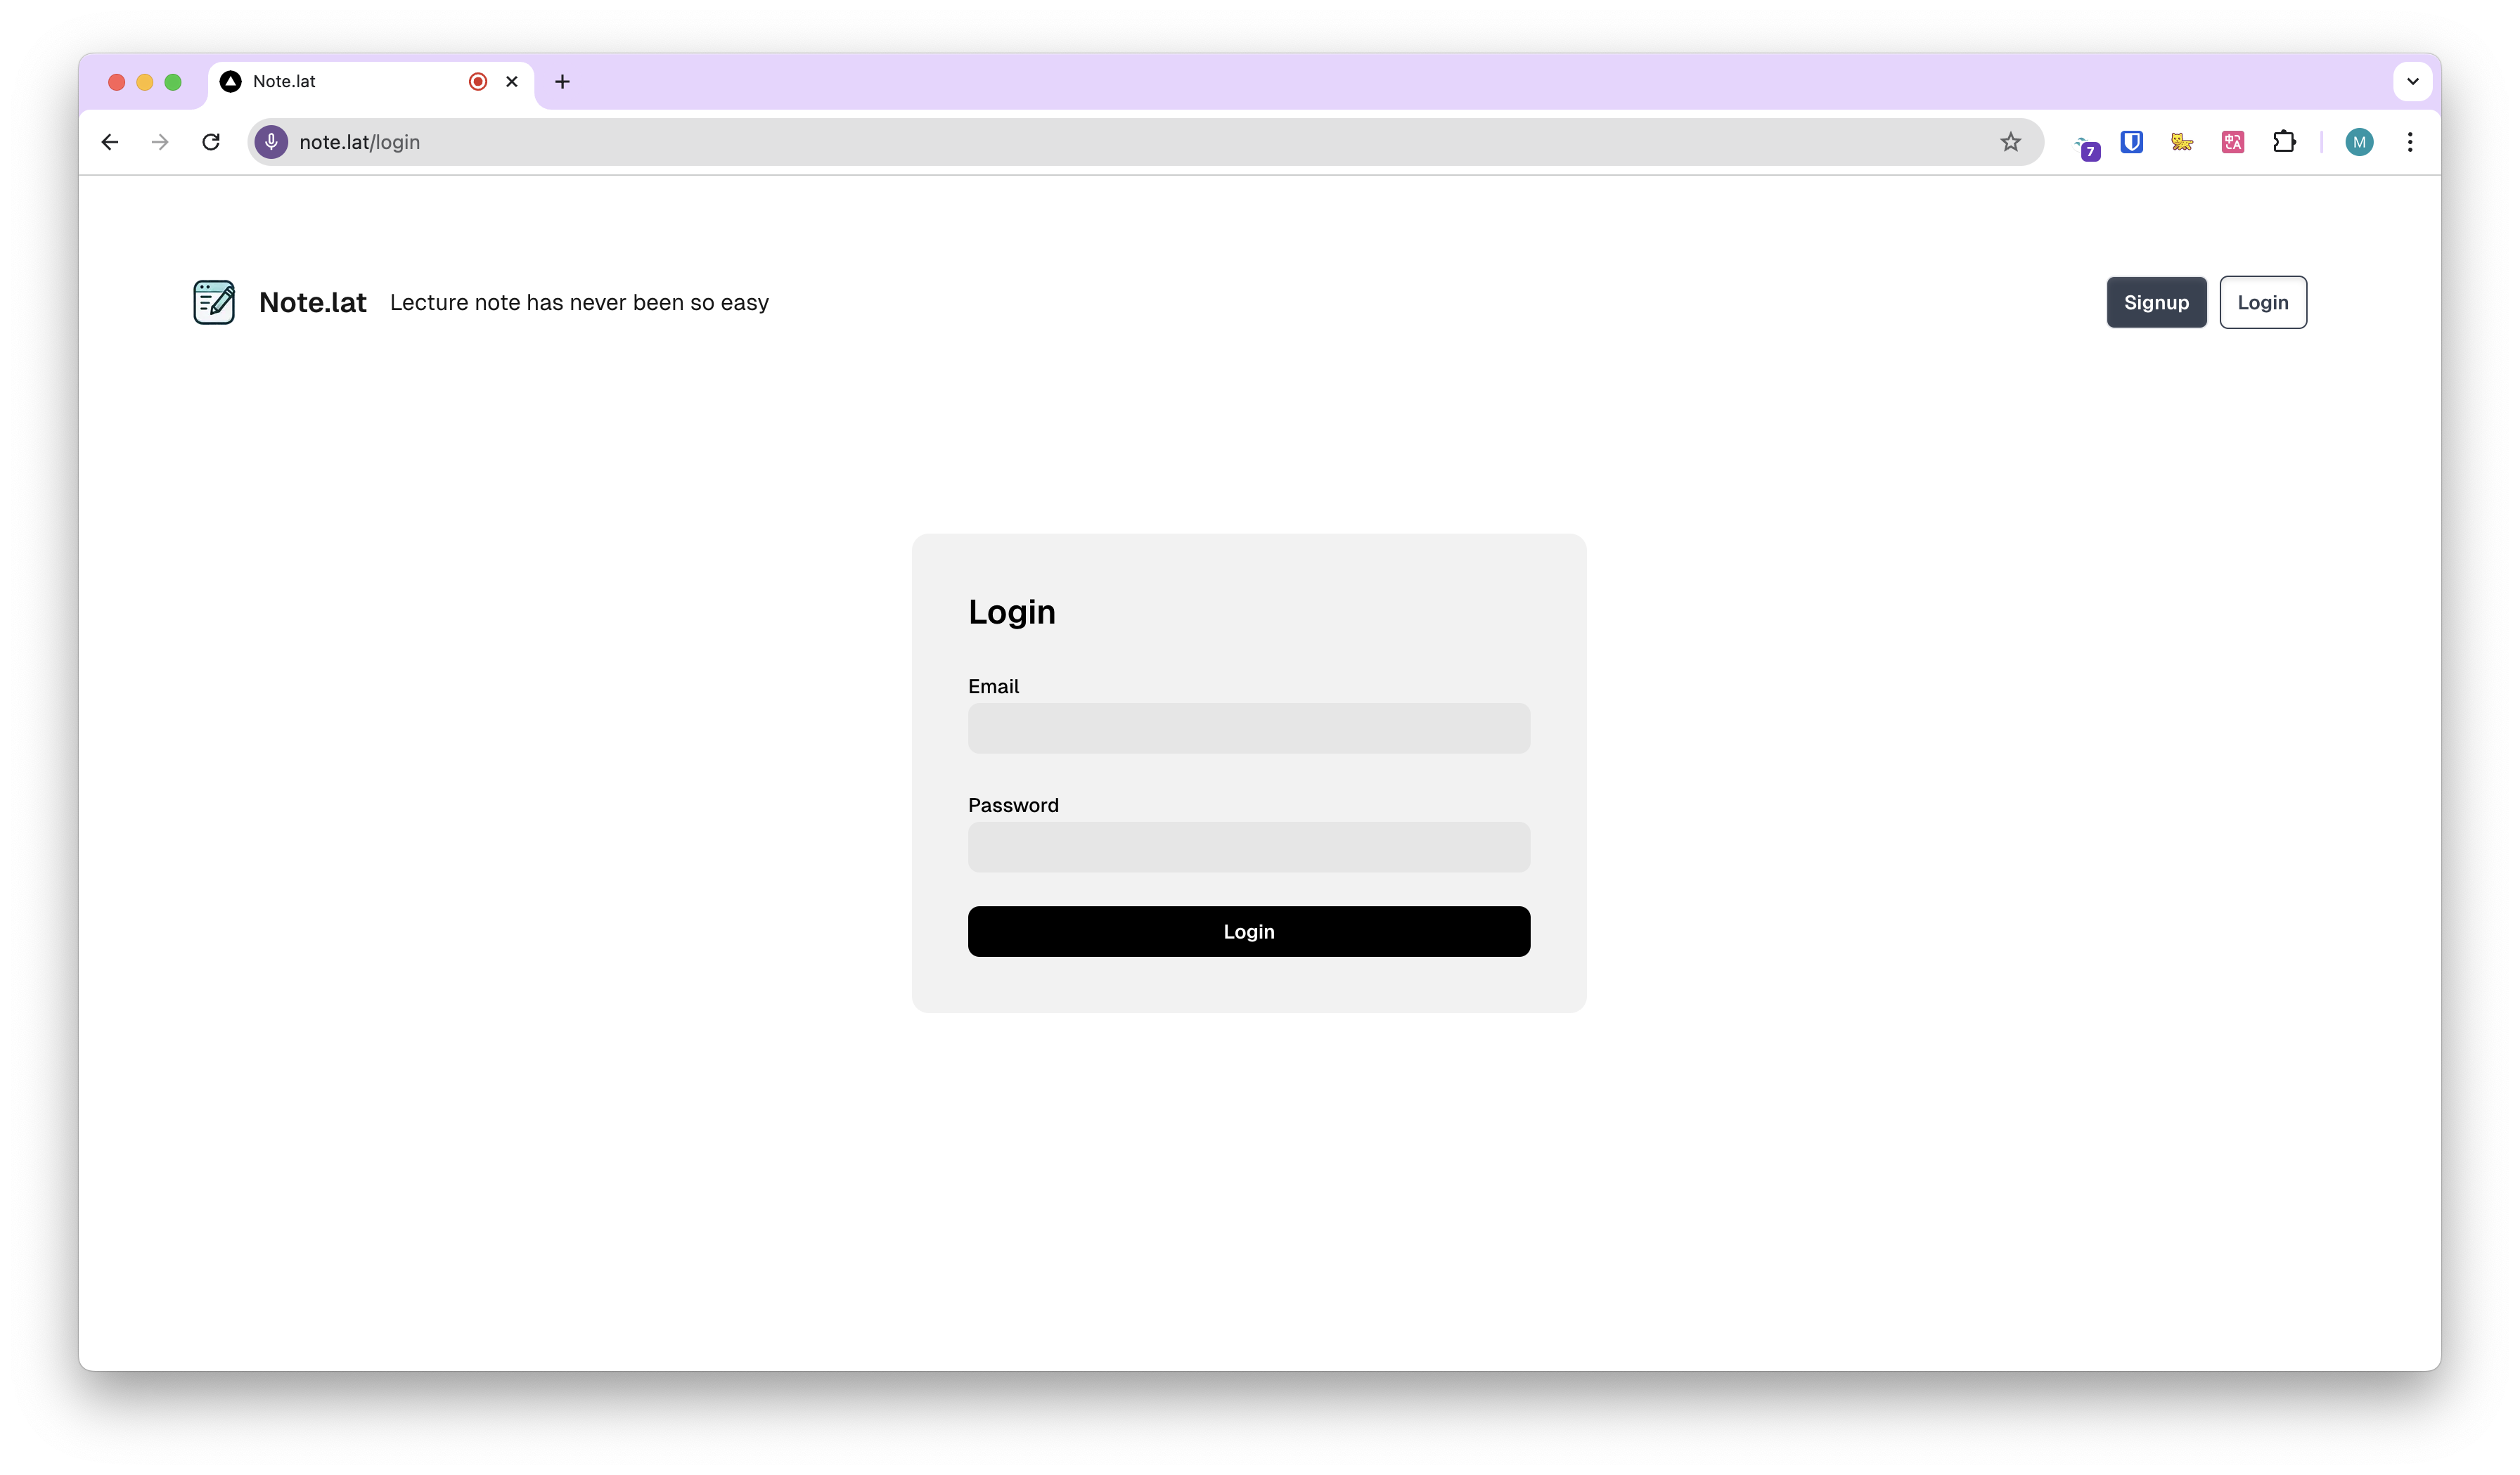 Note.lat
note.lat/login
7
M
Note.lat
Lecture note has never been so easy
Signup
Login
Login
Email
Password
Login